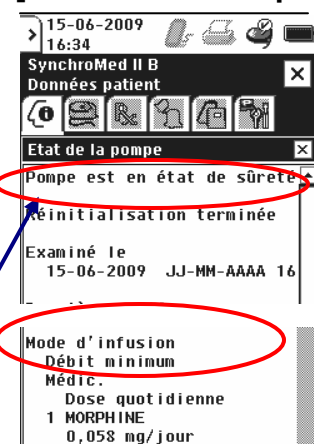 15-06-2009
16:34
SynchroMed II B
Données patient
Etat de la pompe
Pompe est en état de sûreté
Réinitialisation terminée
Examiné le
15-06-2009 JJ-MM-AAAA 16
Mode d'infusion
Débit minimum
Médic.
Dose quotidienne
1 MORPHINE
0,058 mg/jour